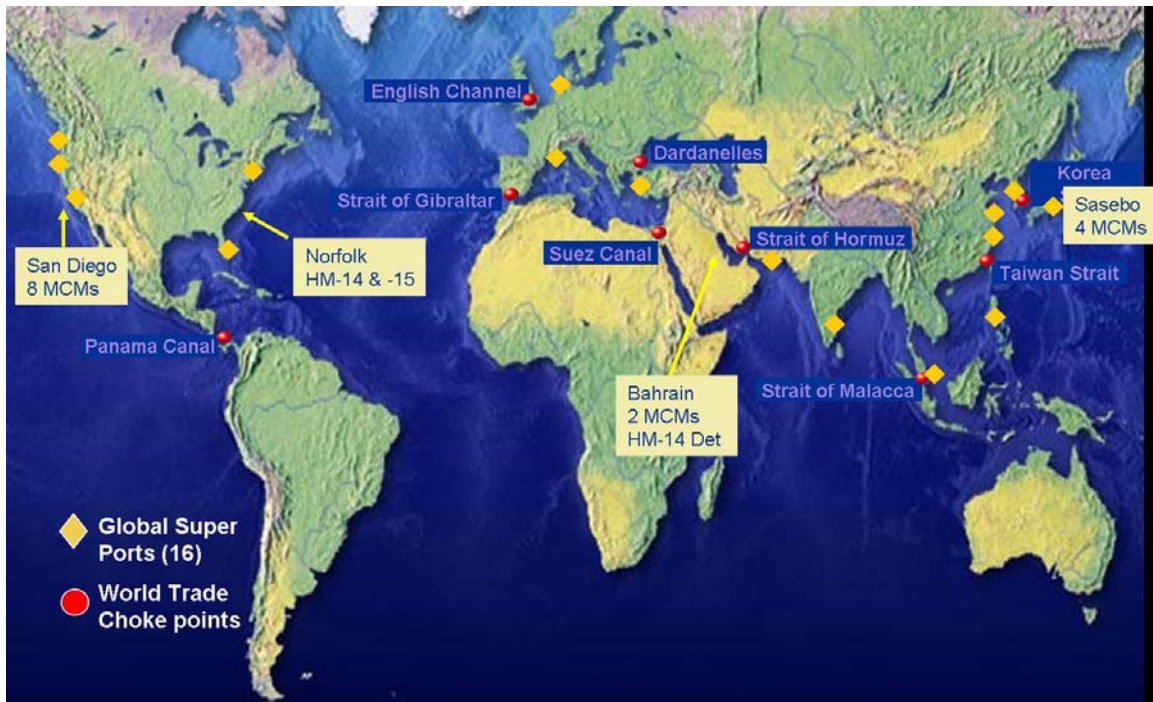 English Channel
Dardanelles
Korea
Strait of Gibraltar
Sasebo
4 MCMs
Suez Canal
Strait of Hormuz
Taiwan Strait
San Diego
8 MCMs
Norfolk
HM-14 & -15
Panama Canal
Strait of Malacca
Bahrain
2 MCMs
HM-14 Det
Global Super
Ports (16)
World Trade
Choke points